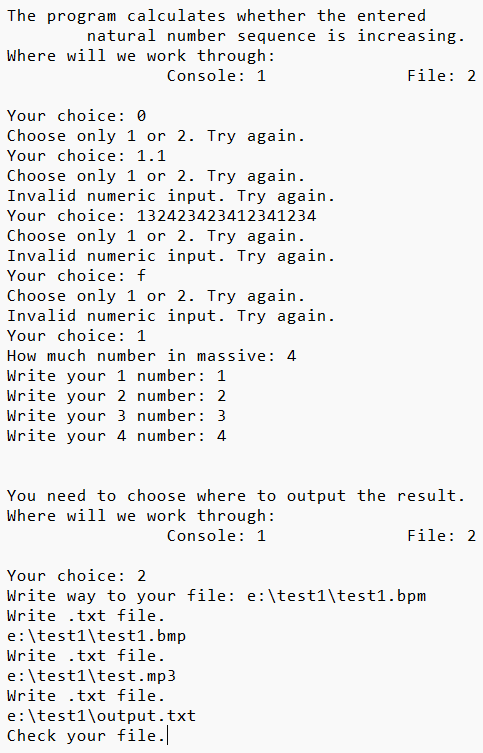 The program calculates whether the entered
natural number sequence is increasing.
Where will we work through:
Console: 1 File: 2
Your choice: 0
Choose only 1 or 2. Try again.
Your choice: 1.1
Choose only 1 or 2. Try again.
Invalid numeric input. Try again.
Your choice: 132423423412341234
Choose only 1 or 2. Try again.
Invalid numeric input. Try again.
Your choice: f
Choose only 1 or 2. Try again.
Invalid numeric input. Try again.
Your choice: 1
How much number in massive: 4
Write your 1 number: 1
Write your 2 number: 2
Write your 3 number: 3
Write your 4 number: 4
You need to choose where to output the result.
Where will we work through:
Console: 1 File: 2
Your choice: 2
Write way to your file: e:\test1\test1.bpm
Write .txt file.
e:\test1\test1.bmp
Write .txt file.
e:\test1\test.mp3
Write .txt file.
e:\test1\output.txt
Check your file.